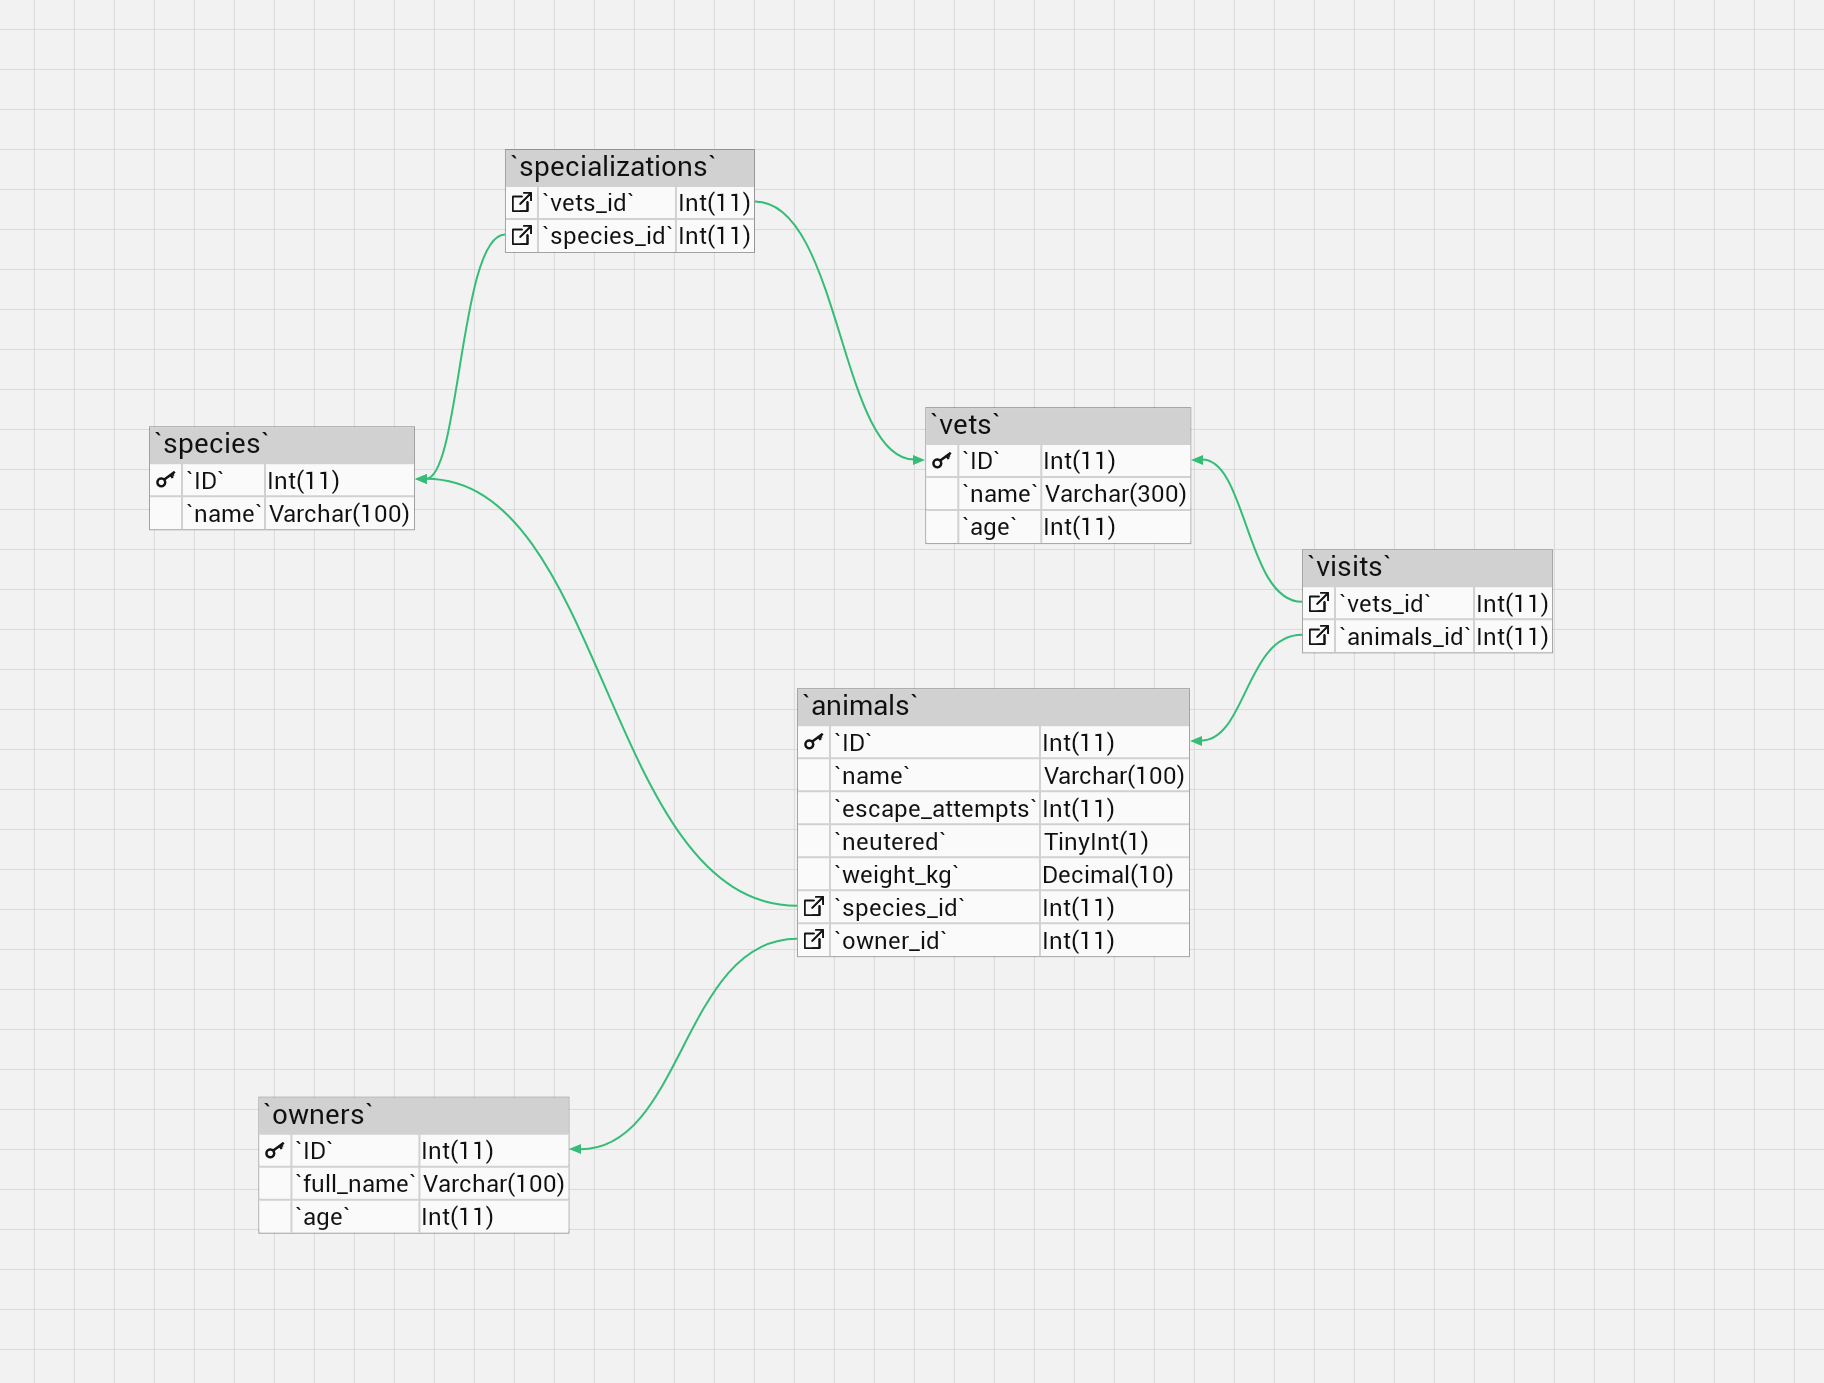 `specializations`
`vets_id` Int(11)
`species_id` Int(11)
`species`
`ID` Int(11)
`name` Varchar(100)
`vets`
`ID` Int(11)
`name` Varchar(300)
`age` Int(11)
`visits`
`vets_id` Int(11)
`animals_id` Int(11)
`animals`
`ID` Int(11)
`name` Varchar(100)
`escape_attempts` Int(11)
`neutered` TinyInt(1)
`weight_kg` Decimal(10)
`species_id` Int(11)
`owner_id` Int(11)
`owners`
`ID` Int(11)
`full_name` Varchar(100)
`age` Int(11)